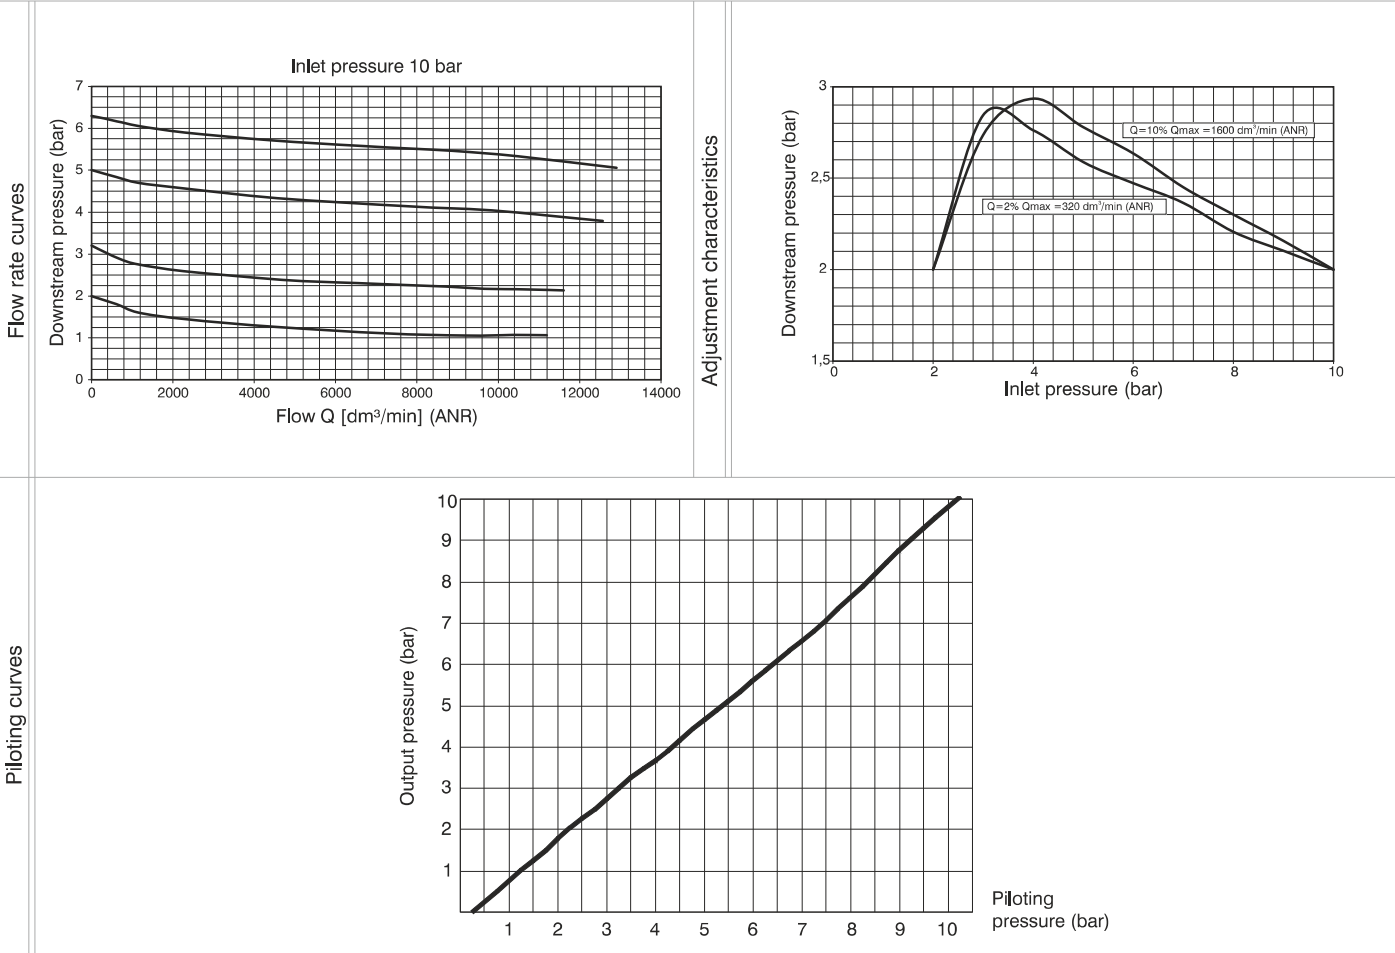 Flow rate curves
Inlet pressure 10 bar
Downstream pressure (bar)
7
6
5
4
3
2
1
0
0 2000 4000 6000 8000 10000 12000 14000
Flow Q [dm³/min] (ANR)
Adjustment characteristics
Downstream pressure (bar)
3
2,5
2
1,5
Q=10% Qmax =1600 dm³/min (ANR)
Q=2% Qmax =320 dm³/min (ANR)
0 2 4 6 8 10
Inlet pressure (bar)
Piloting curves
Output pressure (bar)
10
9
8
7
6
5
4
3
2
1
1 2 3 4 5 6 7 8 9 10
Piloting
pressure (bar)